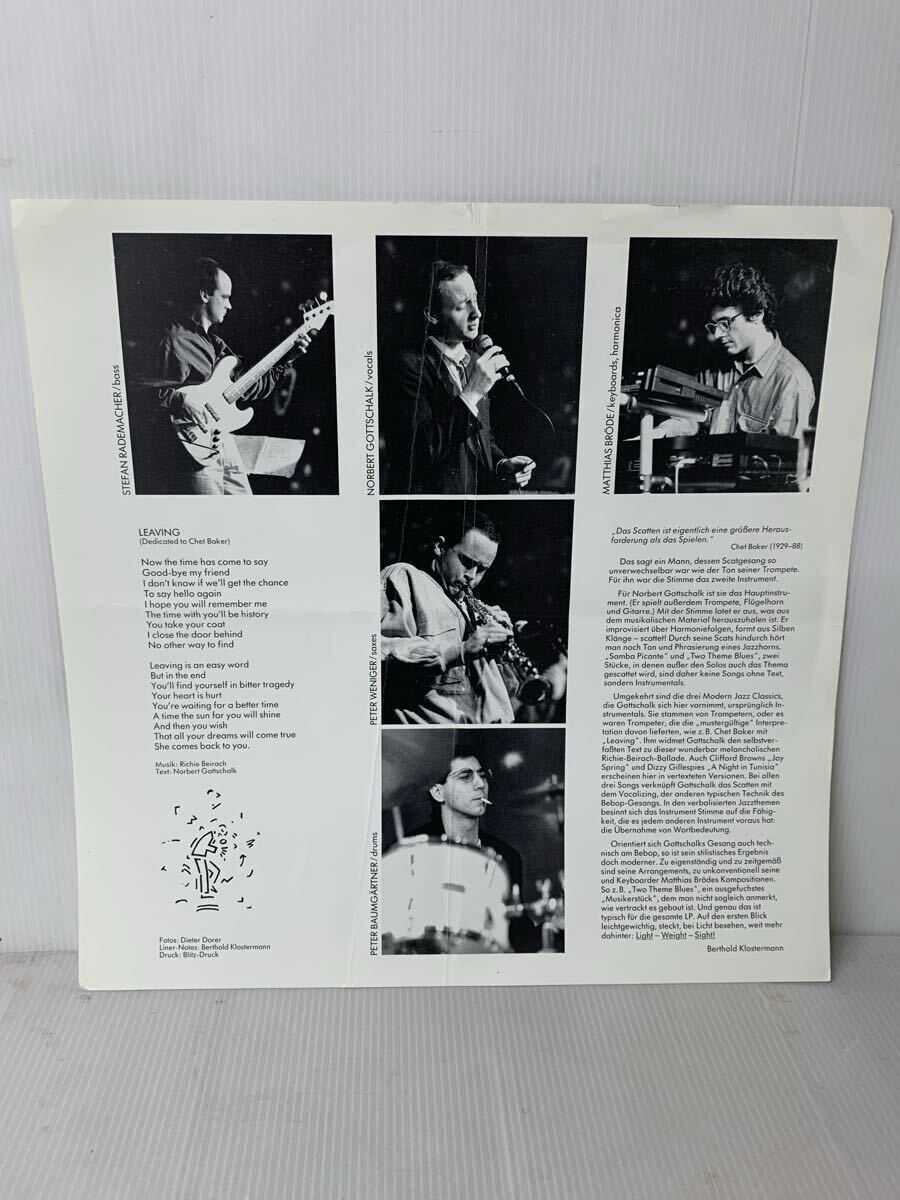 STEFAN RADEMACHER/bass
NORBERT GOTTSCHALK/vocals
MATTHIAS BRÖDE/keyboards, harmonica
PETER WENIGER/saxes
PETER BAUMGÄRTNER/drums
LEAVING
(Dedicated to Chet Baker)
Now the time has come to say
Good-bye my friend
I don't know if we'll get the chance
To say hello again
I hope you will remember me
The time with you'll be history
You take your coat
I close the door behind
No other way to find
Leaving is an easy word
But in the end
You'll find yourself in bitter tragedy
Your heart is hurt
You're waiting for a better time
A time the sun for you will shine
And then you wish
That all your dreams will come true
She comes back to you.
Musik: Richie Beirach
Text: Norbert Gottschalk
Fotos: Dieter Dorer
Liner-Notes: Berthold Klostermann
Druck: Blitz-Druck
„Das Scatten ist eigentlich eine größere Heraus-
forderung als das Spielen."
Chet Baker (1929–88)
Das sagt ein Mann, dessen Scatgesang so
unverwechselbar war wie der Ton seiner Trompete.
Für ihn war die Stimme das zweite Instrument.
Für Norbert Gottschalk ist sie das Hauptinstru-
ment. (Er spielt außerdem Trompete, Flügelhorn
und Gitarre.) Mit der Stimme lotet er aus, was aus
dem musikalischen Material herauszuholen ist. Er
improvisiert über Harmoniefolgen, formt aus Silben
Klänge – scattet! Durch seine Scats hindurch hört
man noch Ton und Phrasierung eines Jazzhorns.
„Samba Picante" und „Two Theme Blues", zwei
Stücke, in denen außer den Solos auch das Thema
gescattet wird, sind daher keine Songs ohne Text,
sondern Instrumentals.
Umgekehrt sind die drei Modern Jazz Classics,
die Gottschalk sich hier vornimmt, ursprünglich In-
strumentals. Sie stammen von Trompetern, oder es
waren Trompeter, die die „mustergültige" Interpre-
tation davon lieferten, wie z.B. Chet Baker mit
„Leaving". Ihm widmet Gottschalk den selbstver-
faßten Text zu dieser wunderbar melancholischen
Richie-Beirach-Ballade. Auch Clifford Browns „Joy
Spring" und Dizzy Gillespies „A Night in Tunisia"
erscheinen hier in vertexteten Versionen. Bei allen
drei Songs verknüpft Gottschalk das Scatten mit
dem Vocalizing, der anderen typischen Technik des
Bebop-Gesangs. In den verbalisierten Jazzthemen
besinnt sich das Instrument Stimme auf die Fähig-
keit, die es jedem anderen Instrument voraus hat:
die Übernahme von Wortbedeutung.
Orientiert sich Gottschalks Gesang auch tech-
nisch am Bebop, so ist sein stilistisches Ergebnis
doch moderner. Zu eigenständig und zu zeitgemäß
sind seine Arrangements, zu unkonventionell seine
und Keyboarder Matthias Brödes Kompositionen.
So z.B. „Two Theme Blues", ein ausgefuchstes
„Musikerstück", dem man nicht sogleich anmerkt,
wie vertrackt es gebaut ist. Und genau das ist
typisch für die gesamte LP. Auf den ersten Blick
leichtgewichtig, steckt, bei Licht besehen, weit mehr
dahinter: Light – Weight – Sight!
Berthold Klostermann